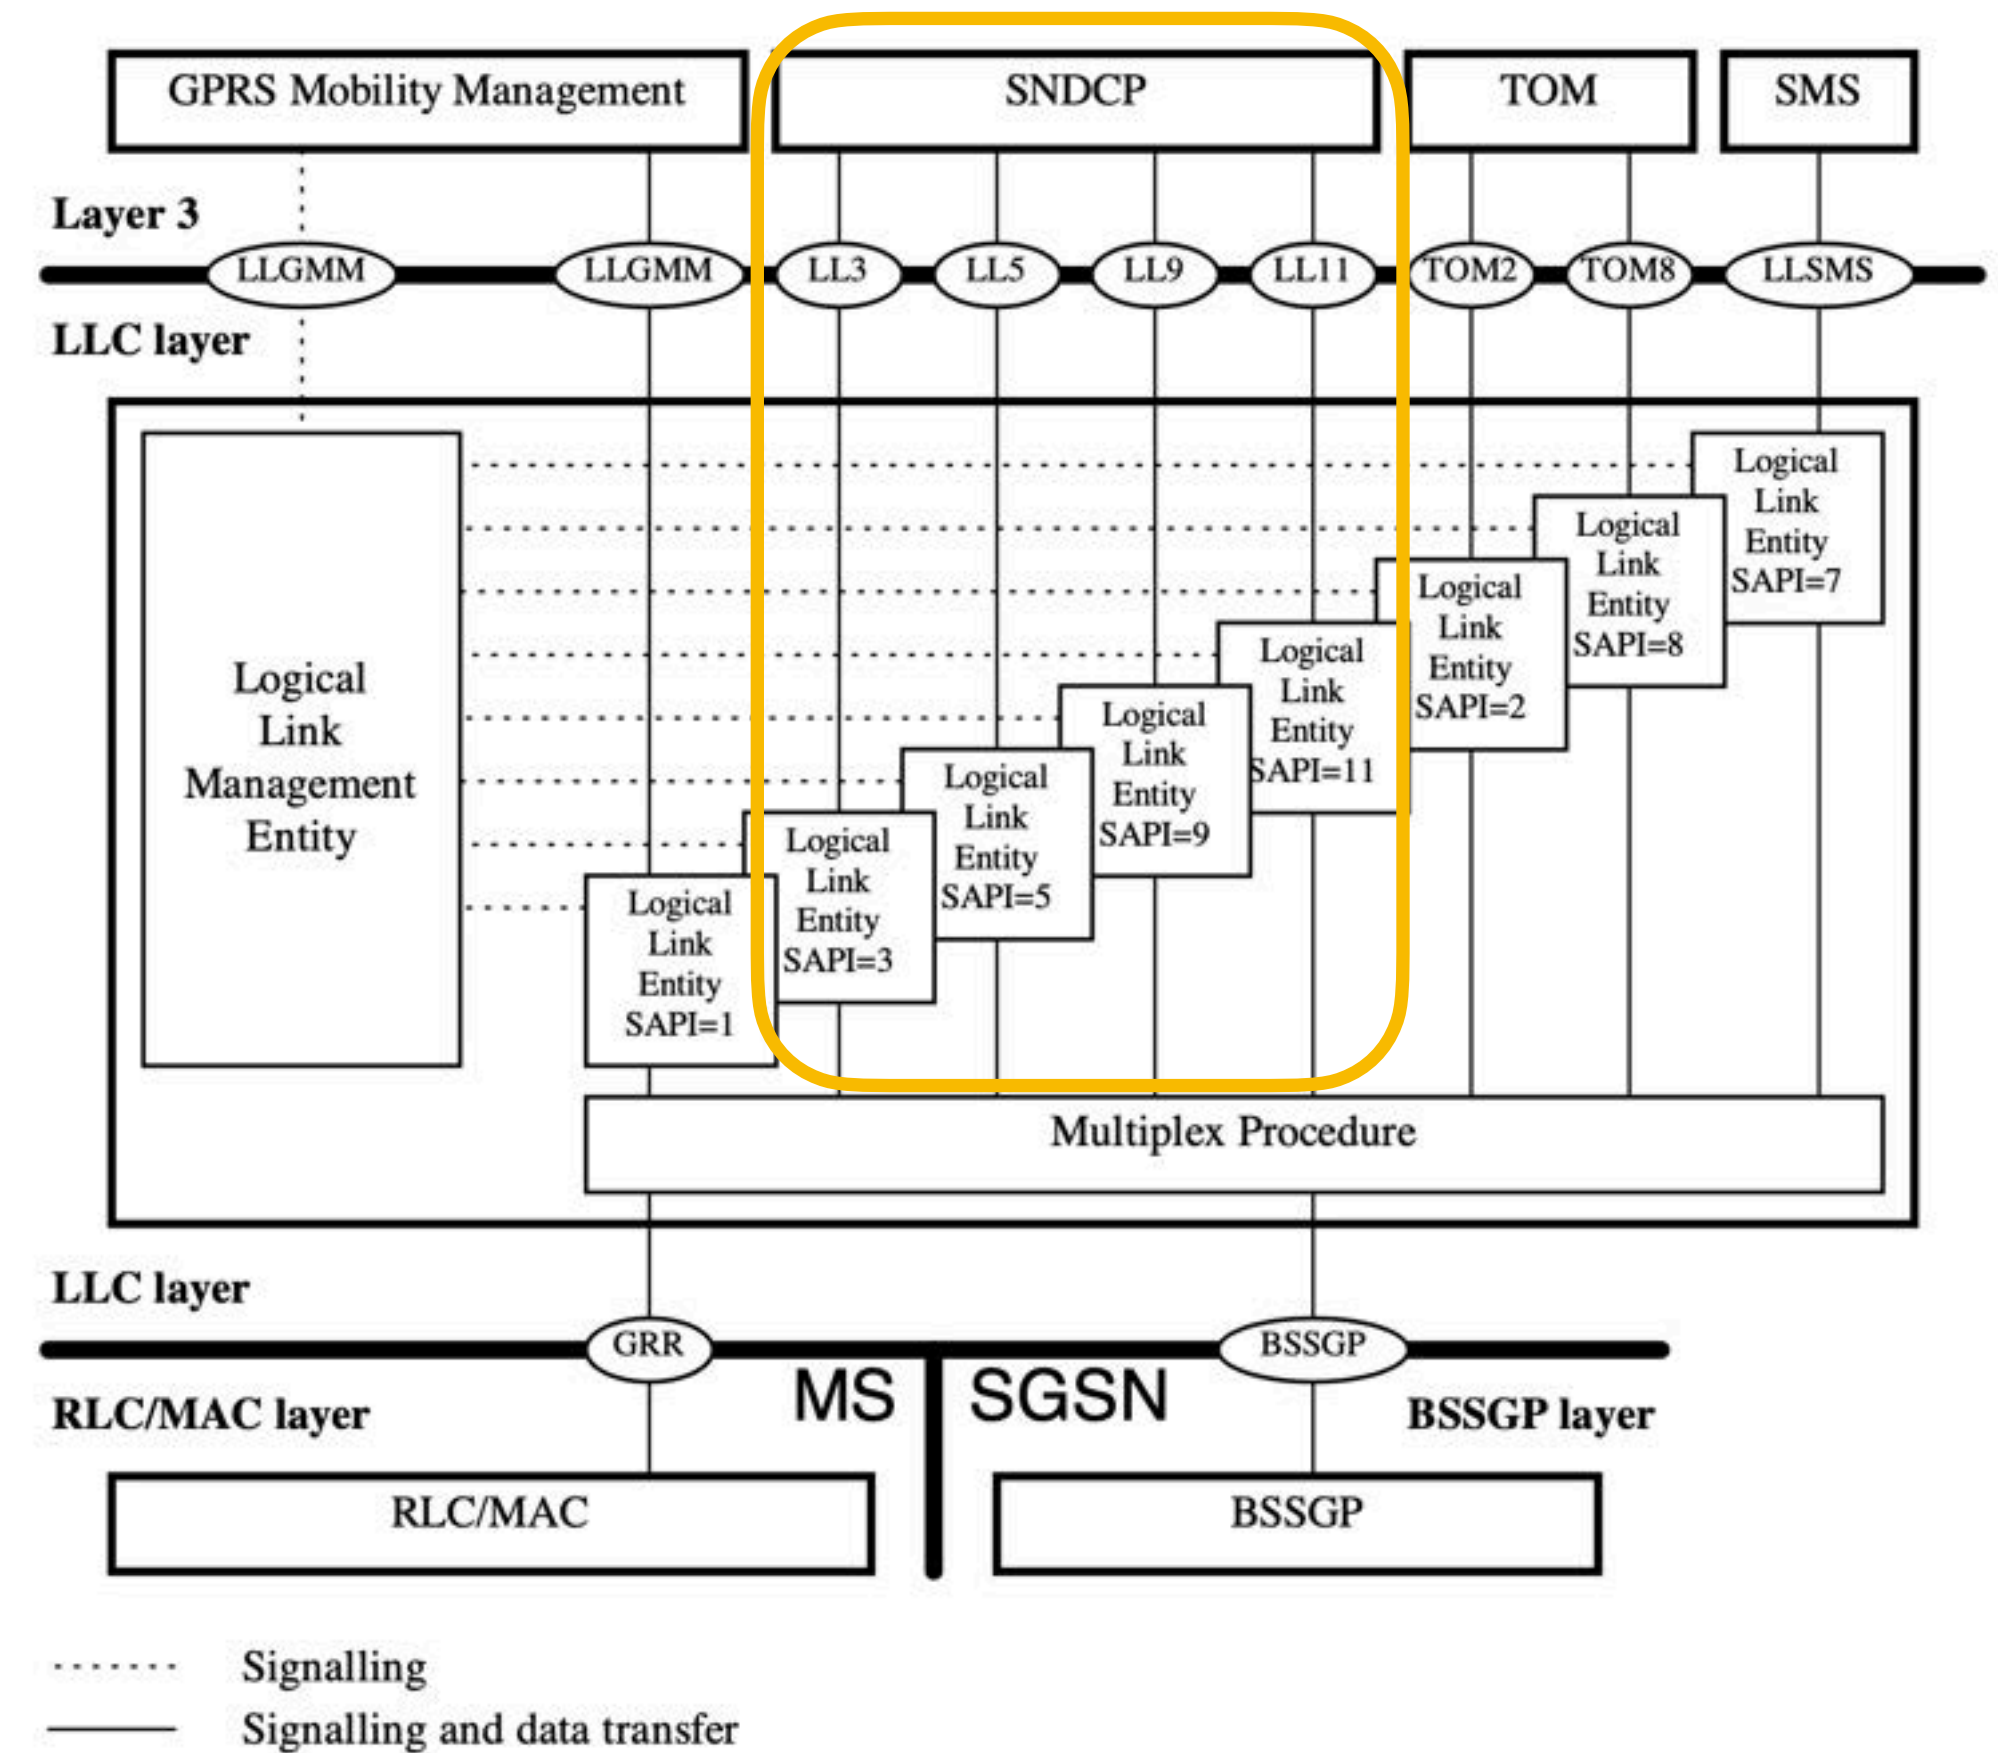 GPRS Mobility Management
SNDCP
TOM
SMS
Layer 3
LLGMM
LLGMM
LL3
LL5
LL9
LL11
TOM2
TOM8
LLSMS
LLC layer
Logical
Link
Management
Entity
Logical
Link
Entity
SAPI=1
Logical
Link
Entity
SAPI=3
Logical
Link
Entity
SAPI=5
Logical
Link
Entity
SAPI=9
Logical
Link
Entity
SAPI=11
Logical
Link
Entity
SAPI=2
Logical
Link
Entity
SAPI=8
Logical
Link
Entity
SAPI=7
Multiplex Procedure
LLC layer
GRR
BSSGP
MS
SGSN
RLC/MAC layer
BSSGP layer
RLC/MAC
BSSGP
Signalling
Signalling and data transfer